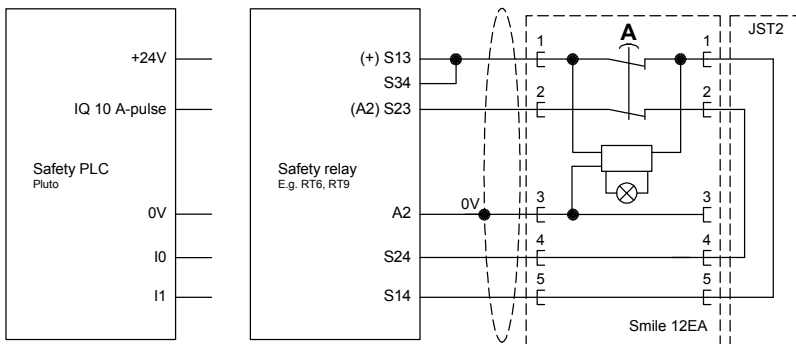 +24V
IQ 10 A-pulse
Safety PLC
Pluto
0V
I0
I1
(+) S13
S34
(A2) S23
Safety relay
E.g. RT6, RT9
A2
S24
S14
0V
1
2
3
4
5
A
1
2
3
4
5
Smile 12EA
JST2